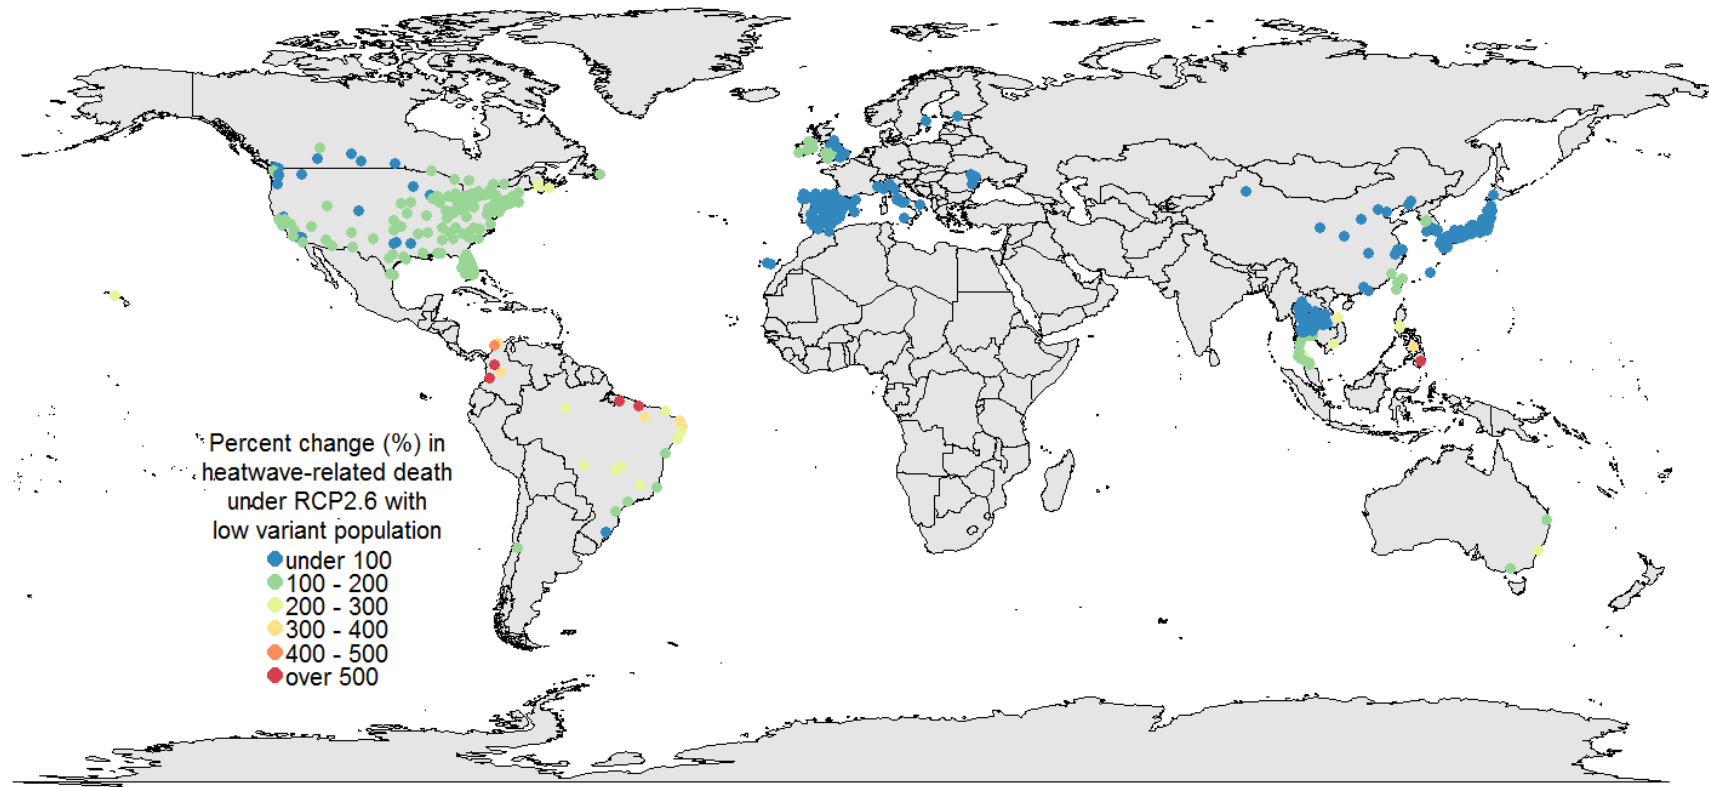 Percent change (%) in
heatwave-related death
under RCP2.6 with
low variant population
under 100
100 - 200
200 - 300
300 - 400
400 - 500
over 500